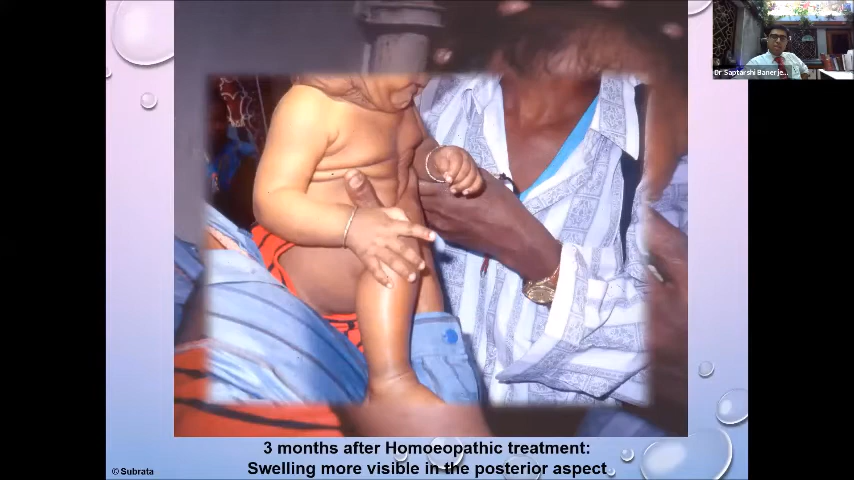 Dr Saptarshi Banerje...
3 months after Homoeopathic treatment:
Swelling more visible in the posterior aspect
© Subrata